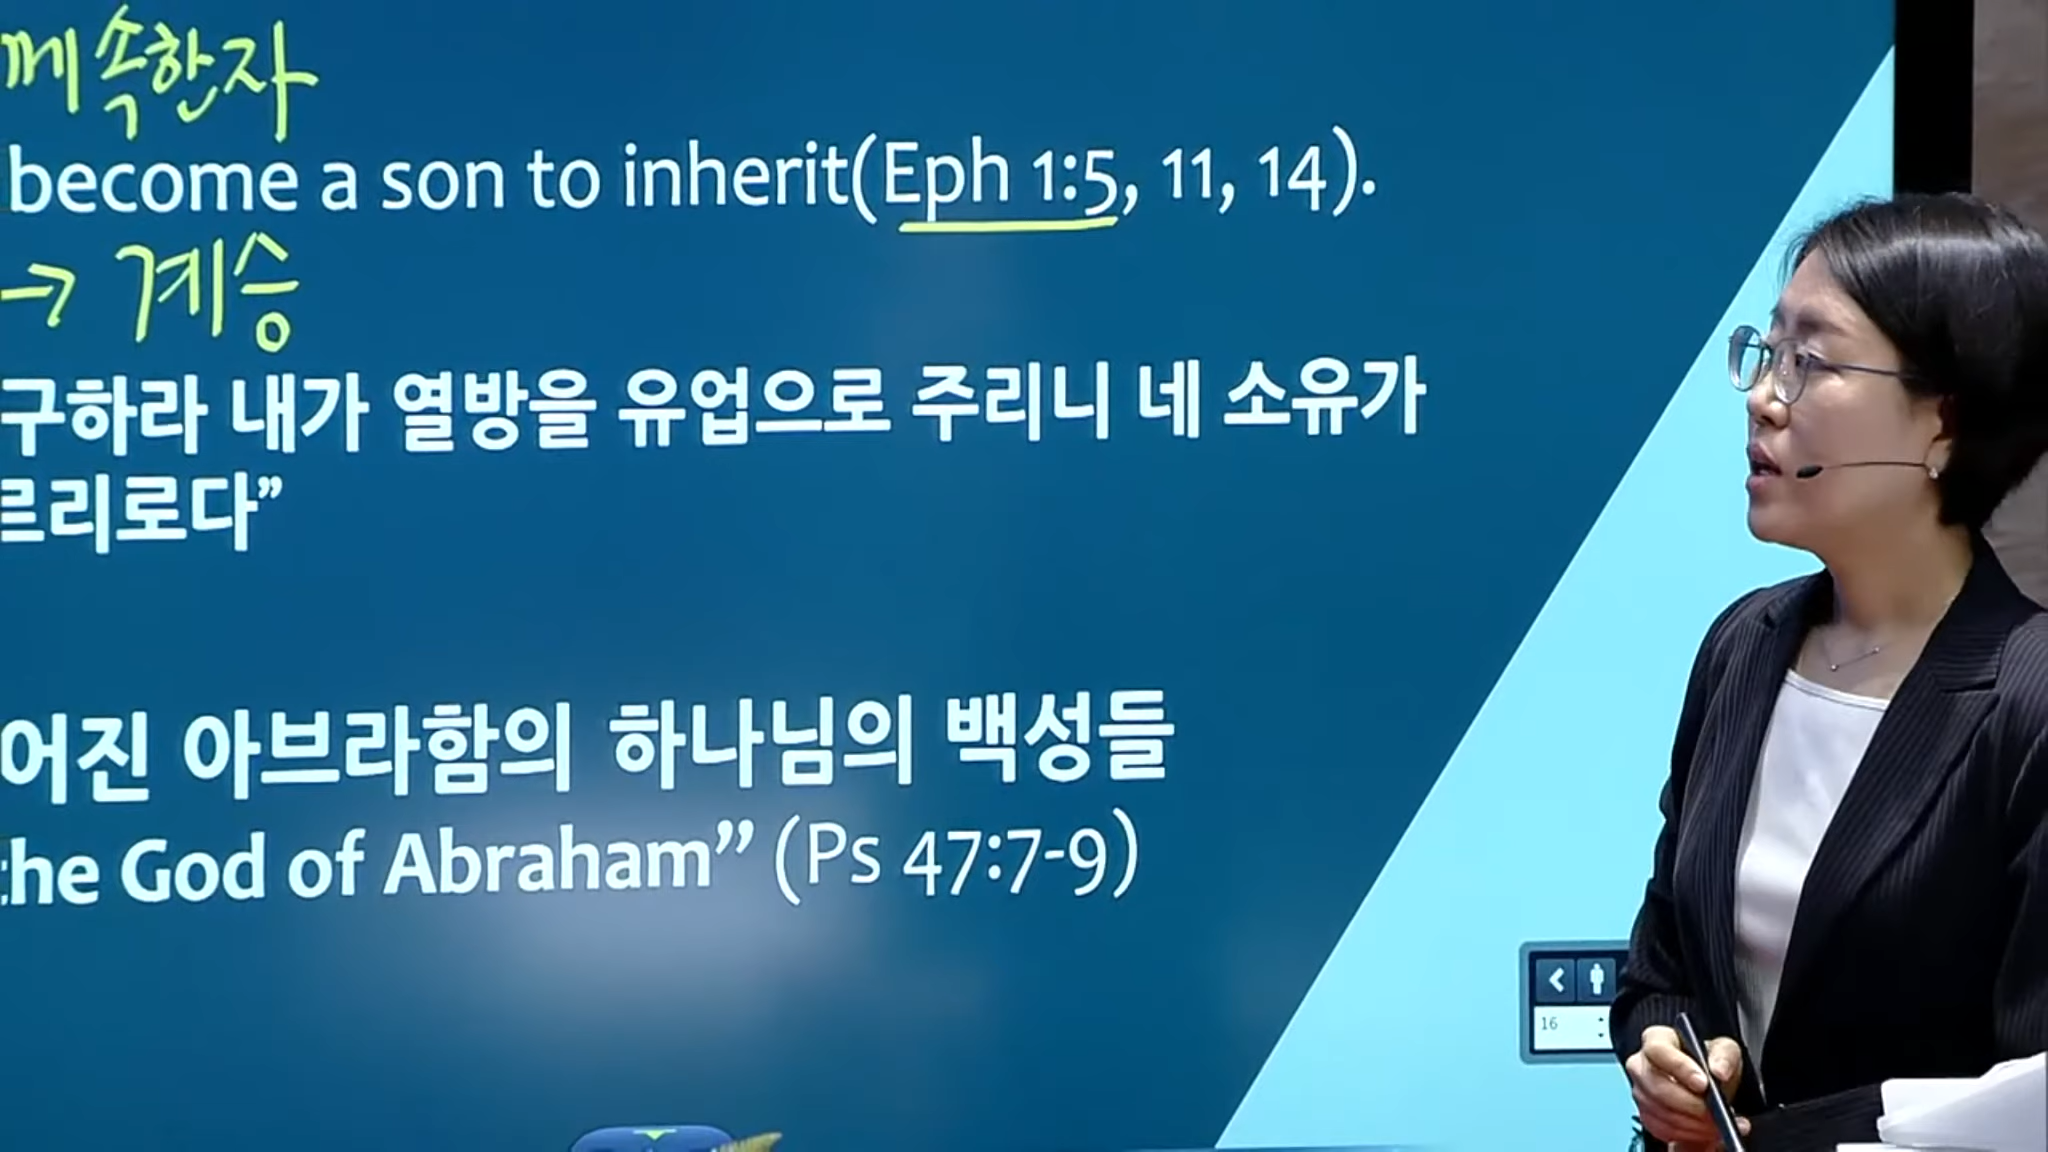 께 속한자
become a son to inherit(Eph 1:5, 11, 14).
→ 계승
구하라 내가 열방을 유업으로 주리니 네 소유가
르리로다”
어진 아브라함의 하나님의 백성들
the God of Abraham” (Ps 47:7-9)
16